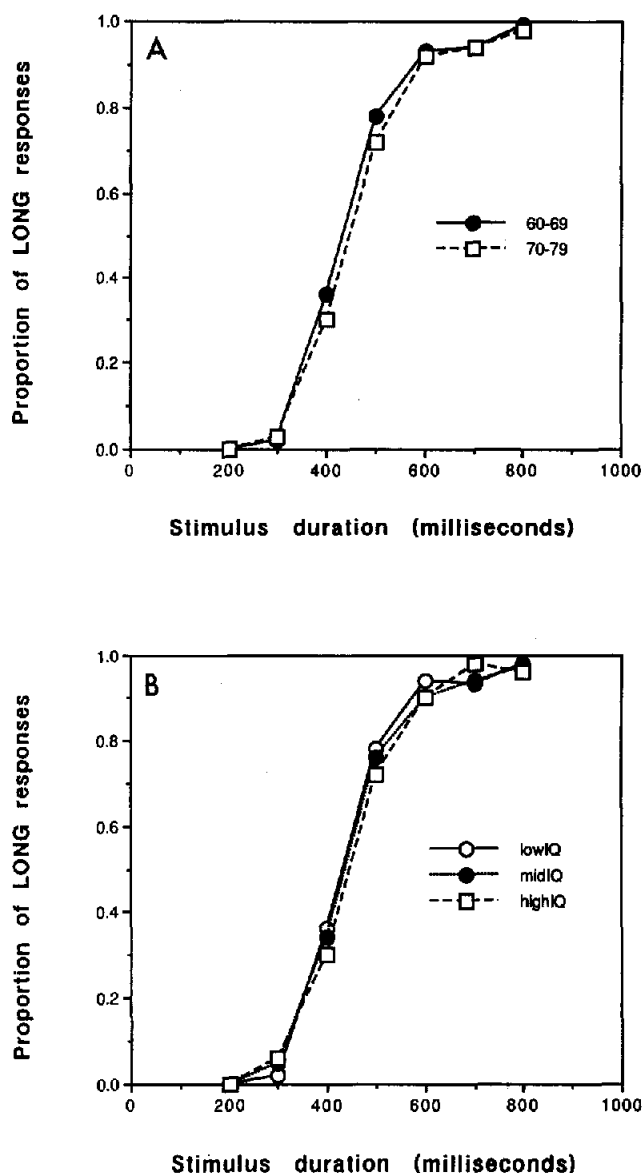 A
1.0
0.8
0.6
0.4
0.2
0.0
60-69
70-79
0 200 400 600 800 1000
Stimulus duration (milliseconds)
Proportion of LONG responses
B
1.0
0.8
0.6
0.4
0.2
0.0
lowIQ
midIQ
highIQ
0 200 400 600 800 1000
Stimulus duration (milliseconds)
Proportion of LONG responses